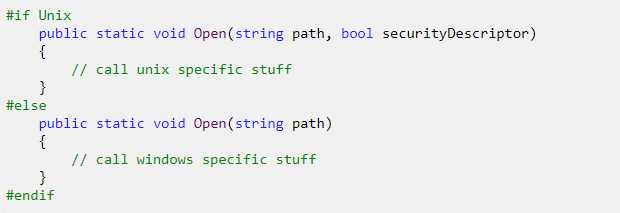 #if Unix
    public static void Open(string path, bool securityDescriptor)
    {
        // call unix specific stuff
    }
#else
    public static void Open(string path)
    {
        // call windows specific stuff
    }
#endif